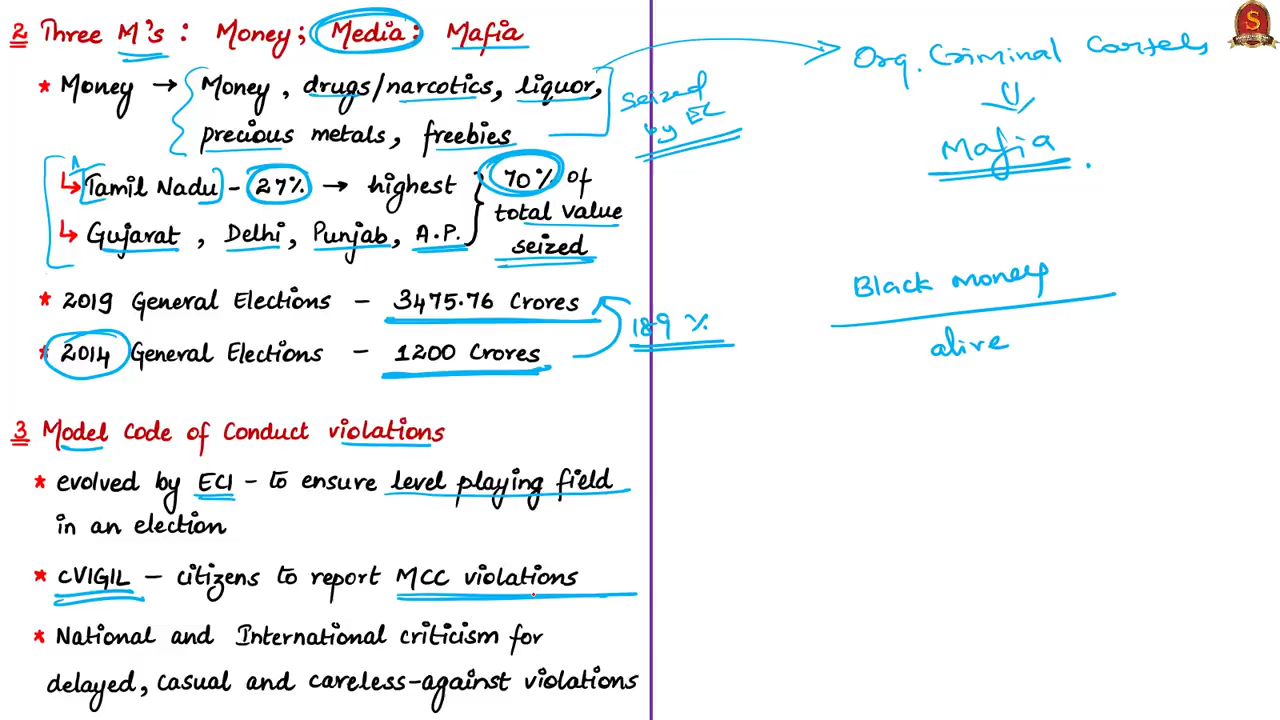 2 Three M's : Money ; Media : Mafia
* Money → Money , drugs/narcotics, liquor,
precious metals, freebies
seized
by EC
↳ Tamil Nadu - 27% → highest
↳ Gujarat , Delhi, Punjab, A.P.
70% of
total value
seized
* 2019 General Elections - 3475.76 Crores
* 2014 General Elections - 1200 Crores
189 %
3 Model Code of Conduct violations
* evolved by ECI - to ensure level playing field
in an election
* cVIGIL - citizens to report MCC violations
* National and International criticism for
delayed, casual and careless-against violations
Org. Criminal Cartels
Mafia
Black money
alive
S